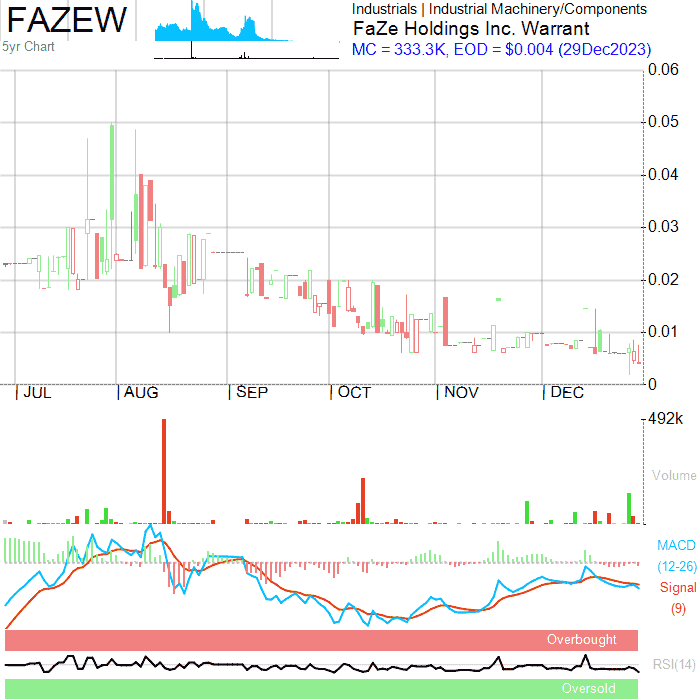 FAZEW
5yr Chart
Industrials | Industrial Machinery/Components
FaZe Holdings Inc. Warrant
MC = 333.3K, EOD = $0.004 (29Dec2023)
0.06
0.05
0.04
0.03
0.02
0.01
0
JUL
AUG
SEP
OCT
NOV
DEC
492k
Volume
MACD
(12-26)
Signal
(9)
Overbought
RSI(14)
Oversold